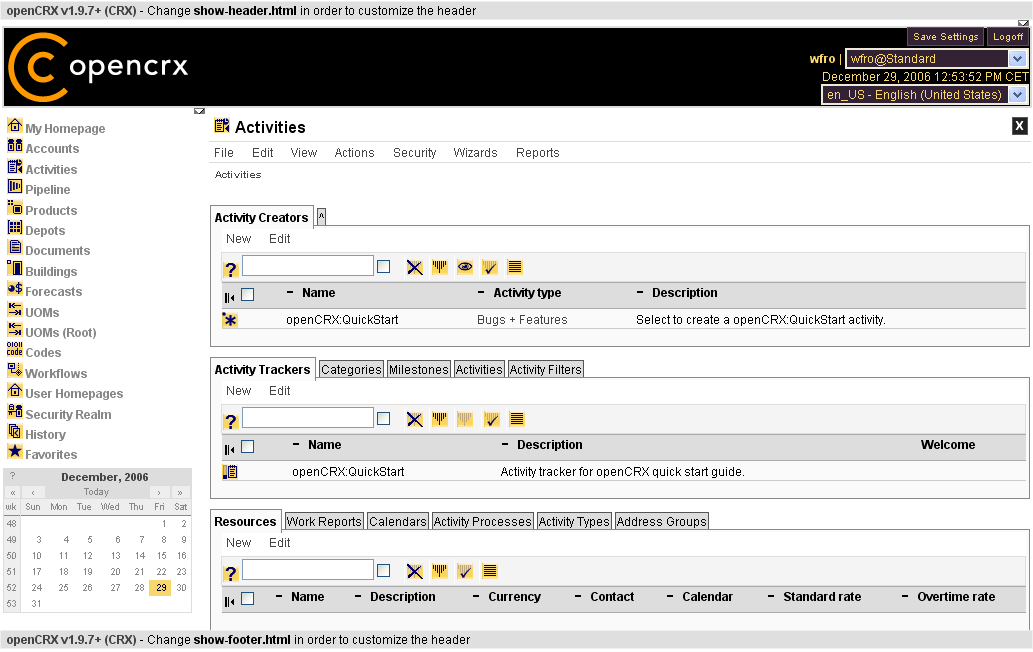 openCRX v1.9.7+ (CRX) - Change show-header.html in order to customize the header
Save Settings Logoff
opencrx
wfro | wfro@Standard
December 29, 2006 12:53:52 PM CET
en_US - English (United States)
My Homepage
Accounts
Activities
Pipeline
Products
Depots
Documents
Buildings
Forecasts
UOMs
UOMs (Root)
Codes
Workflows
User Homepages
Security Realm
History
Favorites
? December, 2006
« ‹ Today › »
wk Sun Mon Tue Wed Thu Fri Sat
48 1 2
49 3 4 5 6 7 8 9
50 10 11 12 13 14 15 16
51 17 18 19 20 21 22 23
52 24 25 26 27 28 29 30
53 31
Activities X
File Edit View Actions Security Wizards Reports
Activities
Activity Creators ^
New Edit
?
– Name – Activity type – Description
openCRX:QuickStart Bugs + Features Select to create a openCRX:QuickStart activity.
Activity Trackers Categories Milestones Activities Activity Filters
New Edit
?
– Name – Description Welcome
openCRX:QuickStart Activity tracker for openCRX quick start guide.
Resources Work Reports Calendars Activity Processes Activity Types Address Groups
New Edit
?
– Name – Description – Currency – Contact – Calendar – Standard rate – Overtime rate
openCRX v1.9.7+ (CRX) - Change show-footer.html in order to customize the footer